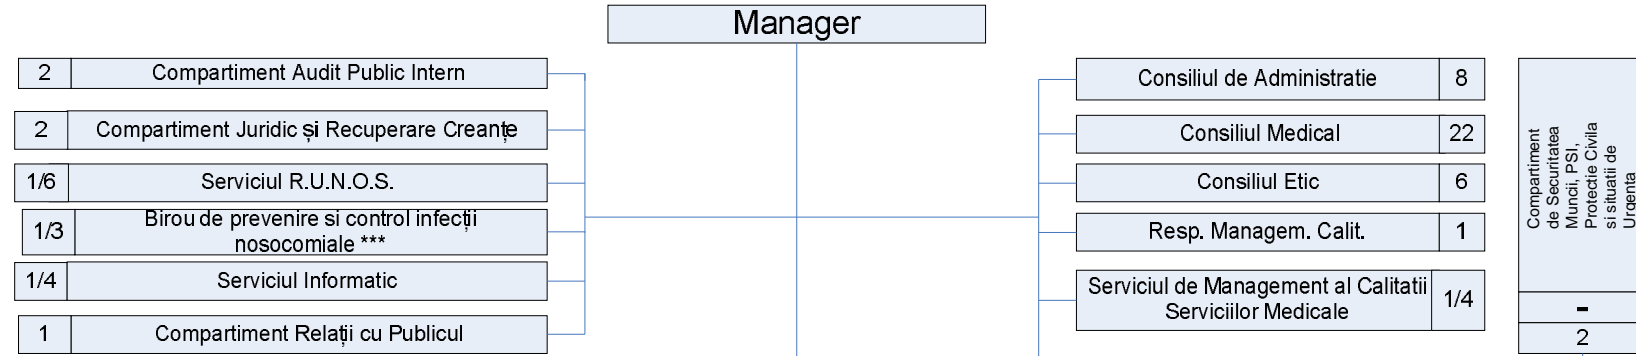 Manager
2 Compartiment Audit Public Intern
2 Compartiment Juridic și Recuperare Creanțe
1/6 Serviciul R.U.N.O.S.
1/3 Birou de prevenire si control infecții
nosocomiale ***
1/4 Serviciul Informatic
1 Compartiment Relații cu Publicul
Consiliul de Administratie 8
Consiliul Medical 22
Consiliul Etic 6
Resp. Managem. Calit. 1
Serviciul de Management al Calitatii
Serviciilor Medicale 1/4
Compartiment
de Securitatea
Muncii, PSI,
Protectie Civila
si situatii de
Urgenta
-
2